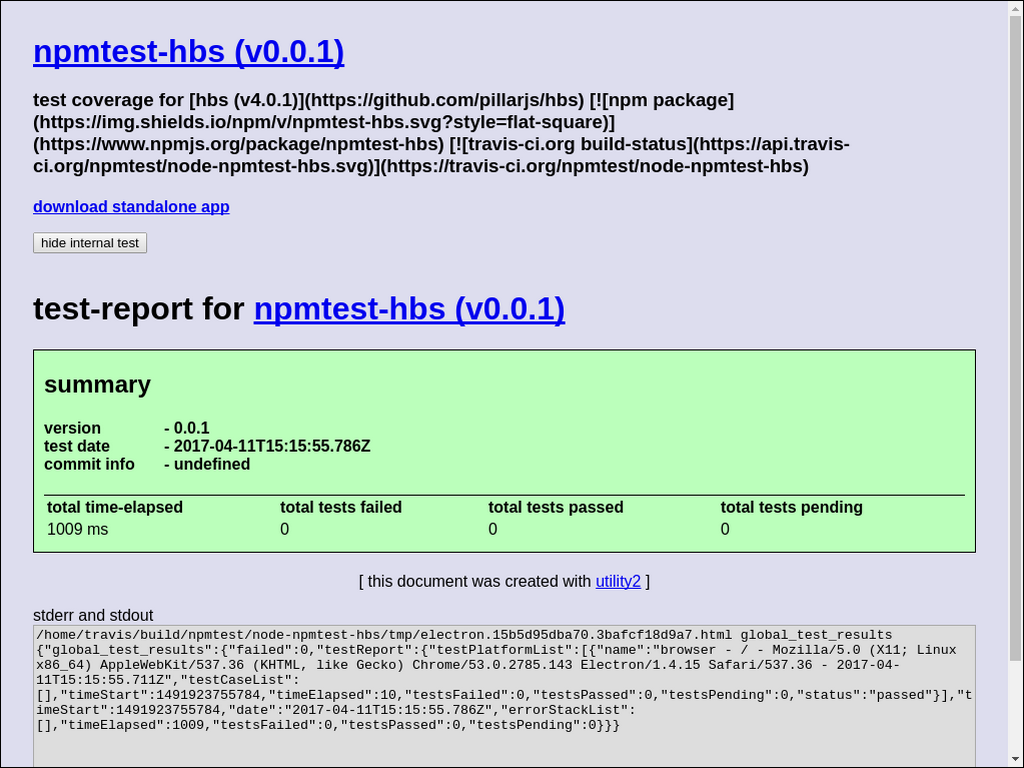 npmtest-hbs (v0.0.1)
test coverage for [hbs (v4.0.1)](https://github.com/pillarjs/hbs) [![npm package]
(https://img.shields.io/npm/v/npmtest-hbs.svg?style=flat-square)]
(https://www.npmjs.org/package/npmtest-hbs) [![travis-ci.org build-status](https://api.travis-
ci.org/npmtest/node-npmtest-hbs.svg)](https://travis-ci.org/npmtest/node-npmtest-hbs)
download standalone app
hide internal test
test-report for npmtest-hbs (v0.0.1)
summary
version - 0.0.1
test date - 2017-04-11T15:15:55.786Z
commit info - undefined
total time-elapsed total tests failed total tests passed total tests pending
1009 ms 0 0 0
[ this document was created with utility2 ]
stderr and stdout
/home/travis/build/npmtest/node-npmtest-hbs/tmp/electron.15b5d95dba70.3bafcf18d9a7.html global_test_results
{"global_test_results":{"failed":0,"testReport":{"testPlatformList":[{"name":"browser - / - Mozilla/5.0 (X11; Linux
x86_64) AppleWebKit/537.36 (KHTML, like Gecko) Chrome/53.0.2785.143 Electron/1.4.15 Safari/537.36 - 2017-04-
11T15:15:55.711Z","testCaseList":
[],"timeStart":1491923755784,"timeElapsed":10,"testsFailed":0,"testsPassed":0,"testsPending":0,"status":"passed"}],"t
imeStart":1491923755784,"date":"2017-04-11T15:15:55.786Z","errorStackList":
[],"timeElapsed":1009,"testsFailed":0,"testsPassed":0,"testsPending":0}}}